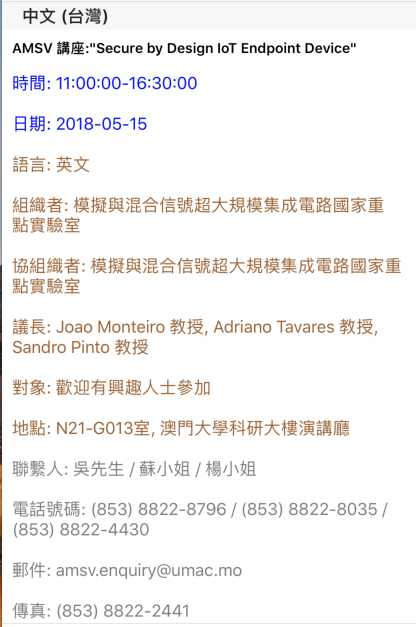 中文 (台灣)
AMSV 講座:"Secure by Design IoT Endpoint Device"
時間: 11:00:00-16:30:00
日期: 2018-05-15
語言: 英文
組織者: 模擬與混合信號超大規模集成電路國家重
點實驗室
協組織者: 模擬與混合信號超大規模集成電路國家重
點實驗室
議長: Joao Monteiro 教授, Adriano Tavares 教授,
Sandro Pinto 教授
對象: 歡迎有興趣人士參加
地點: N21-G013室, 澳門大學科研大樓演講廳
聯繫人: 吳先生 / 蘇小姐 / 楊小姐
電話號碼: (853) 8822-8796 / (853) 8822-8035 /
(853) 8822-4430
郵件: amsv.enquiry@umac.mo
傳真: (853) 8822-2441